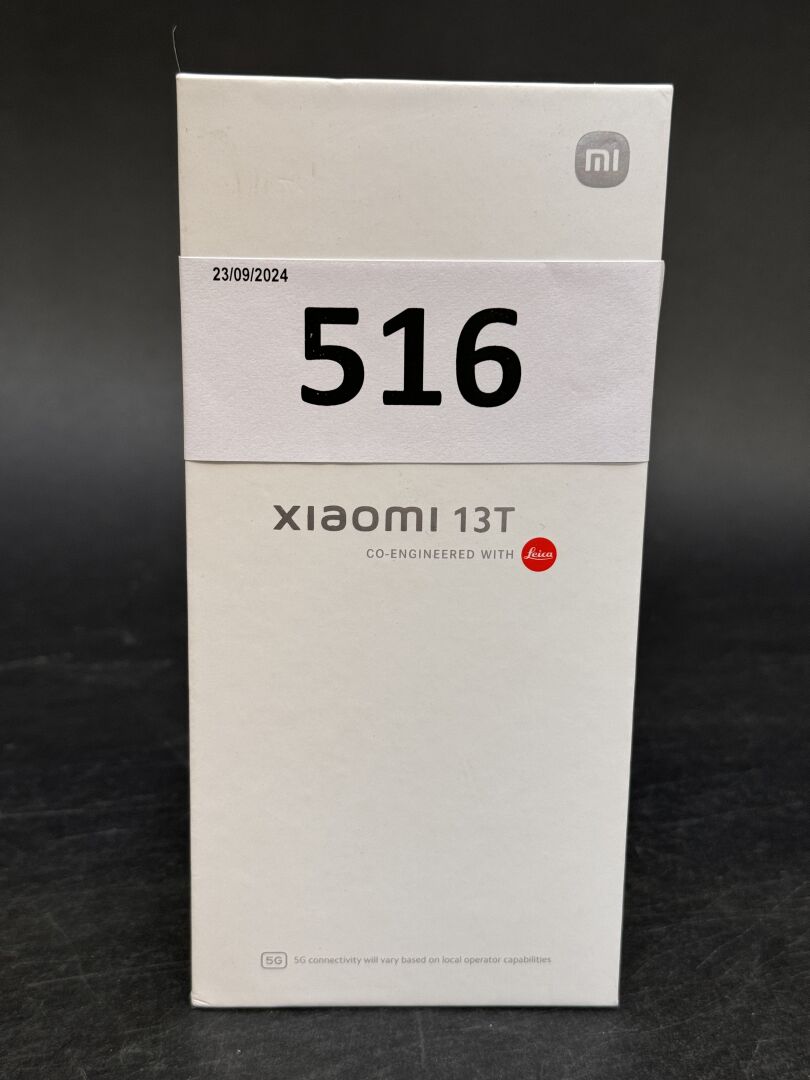 mi
23/09/2024
516
XIAOMI 13T
CO-ENGINEERED WITH Leica
5G 5G connectivity will vary based on local operator capabilities